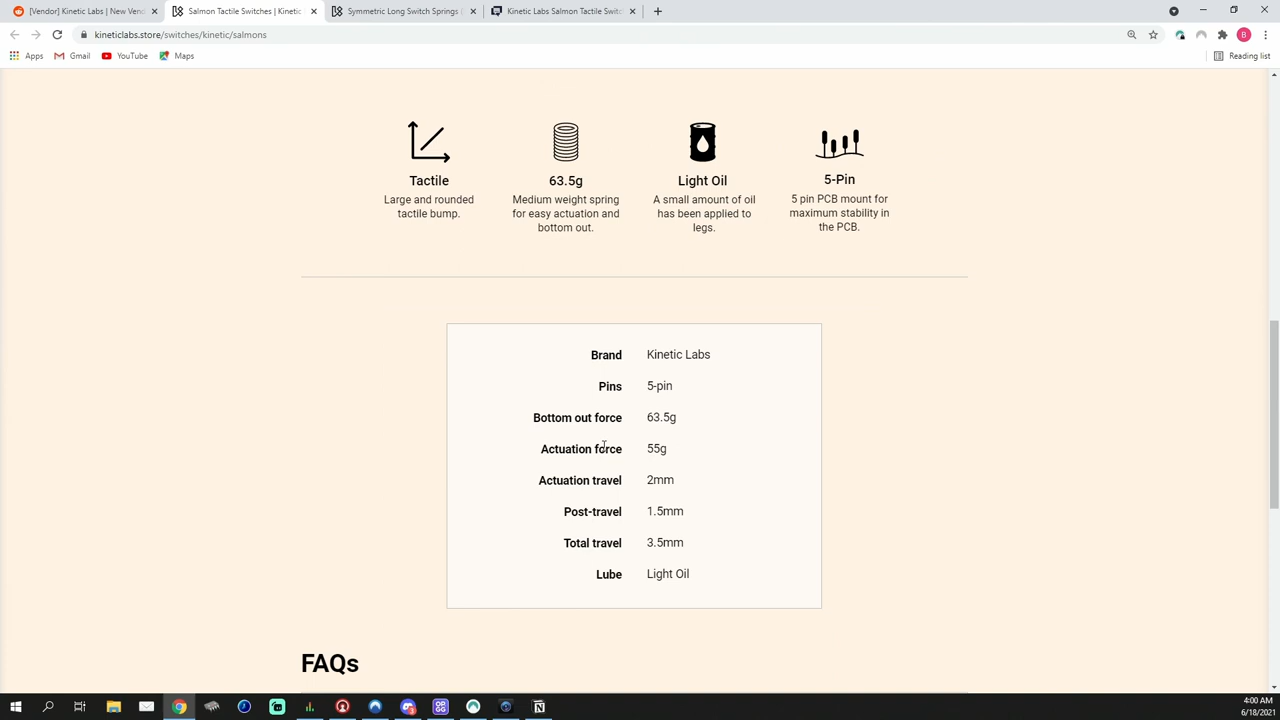 [Vendor] Kinetic Labs | New Vend
Salmon Tactile Switches | Kinetic
Symmetric Long Switch Springs
Kinetic Labs Salmon Tactile Switc
kineticlabs.store/switches/kinetic/salmons
B
Apps
Gmail
YouTube
Maps
Reading list
Tactile
Large and rounded
tactile bump.
63.5g
Medium weight spring
for easy actuation and
bottom out.
Light Oil
A small amount of oil
has been applied to
legs.
5-Pin
5 pin PCB mount for
maximum stability in
the PCB.
Brand Kinetic Labs
Pins 5-pin
Bottom out force 63.5g
Actuation force 55g
Actuation travel 2mm
Post-travel 1.5mm
Total travel 3.5mm
Lube Light Oil
FAQs
4:00 AM
6/18/2021